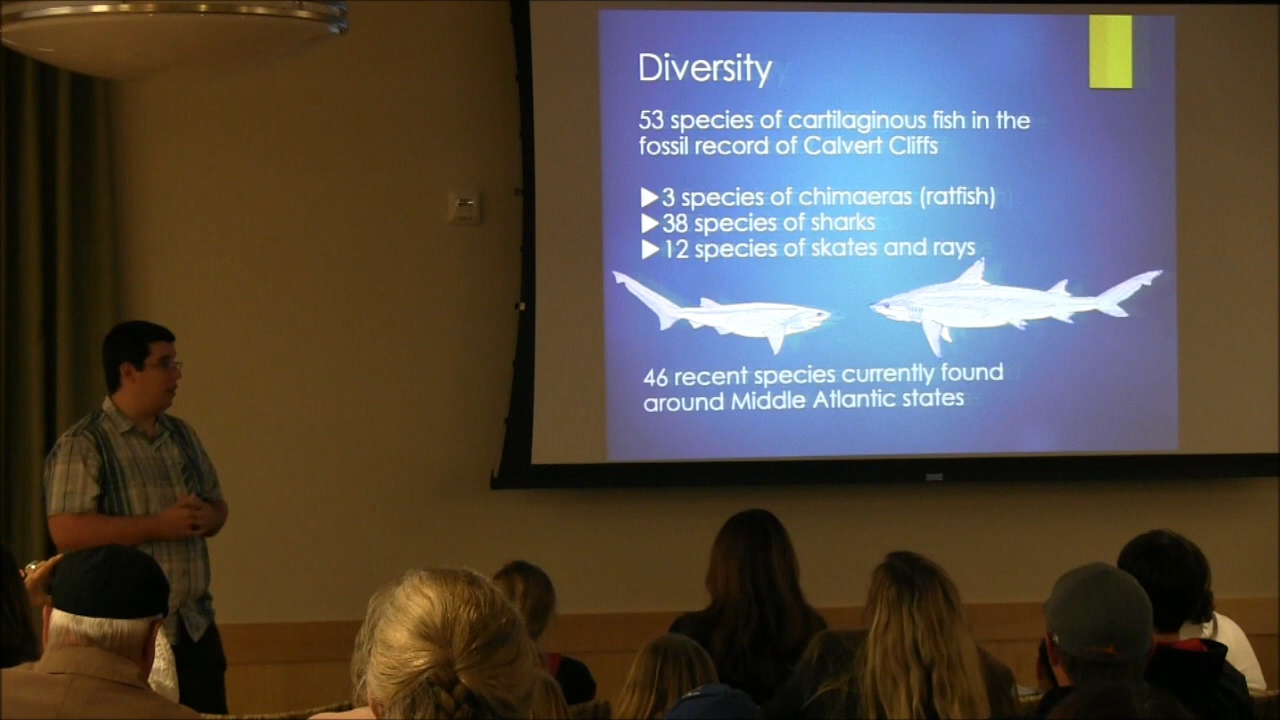 Diversity
53 species of cartilaginous fish in the
fossil record of Calvert Cliffs
▶3 species of chimaeras (ratfish)
▶38 species of sharks
▶12 species of skates and rays
46 recent species currently found
around Middle Atlantic states